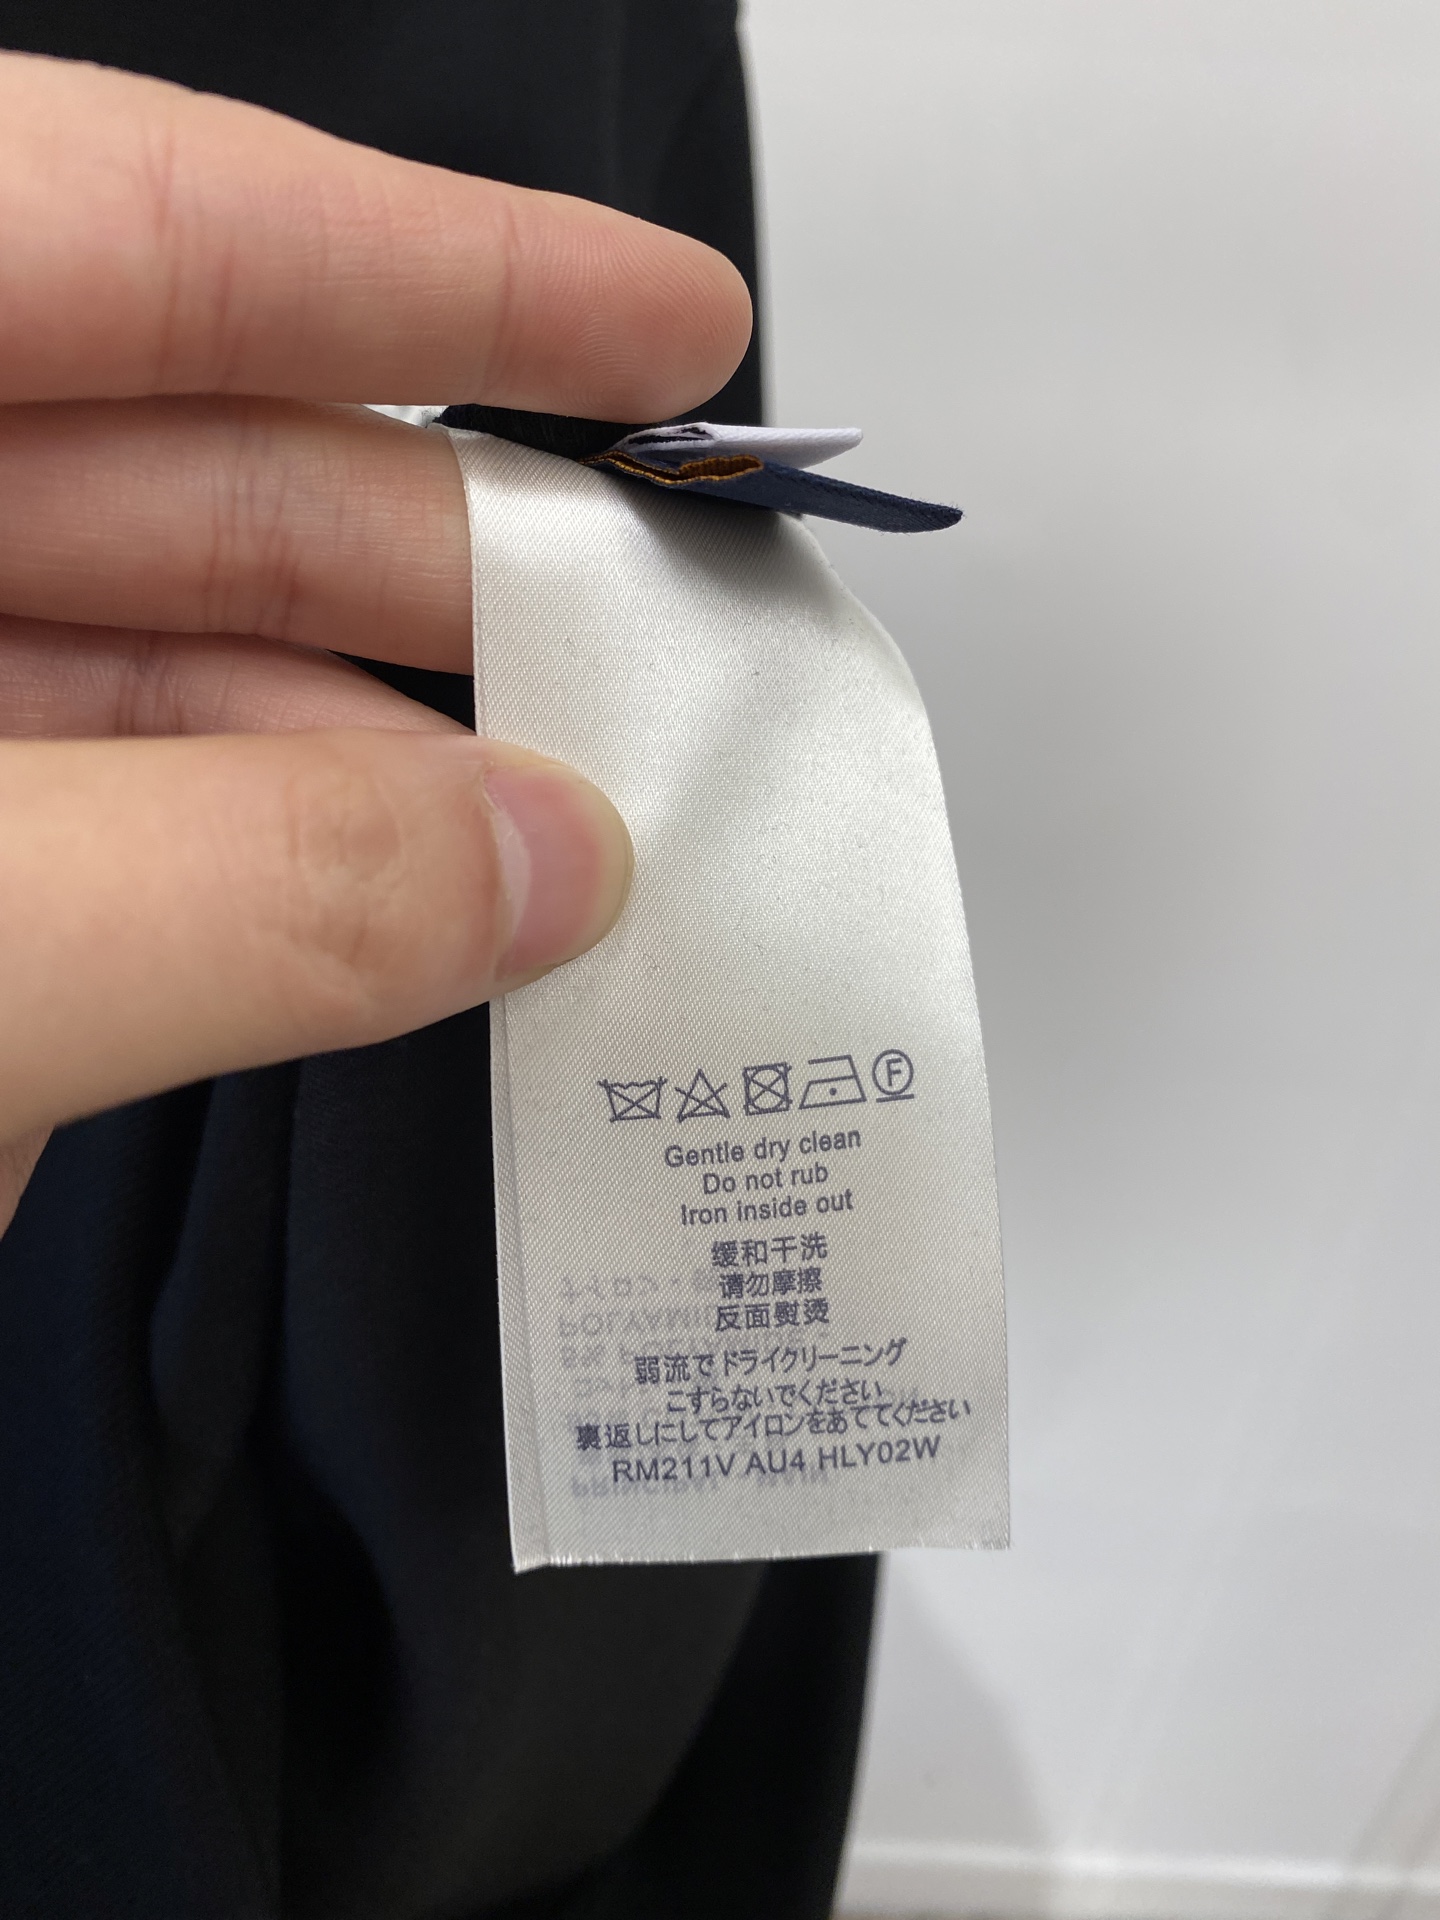 F
Gentle dry clean
Do not rub
Iron inside out
缓和干洗
请勿摩擦
反面熨烫
弱流でドライクリーニング
こすらないでください
裏返しにしてアイロンをあててください
RM211V AU4 HLY02W